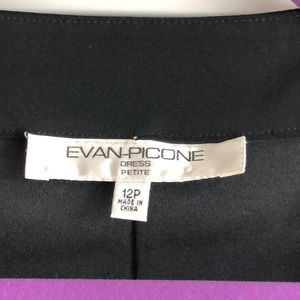 EVAN-PICONE
DRESS
PETITE
12P
MADE IN
CHINA